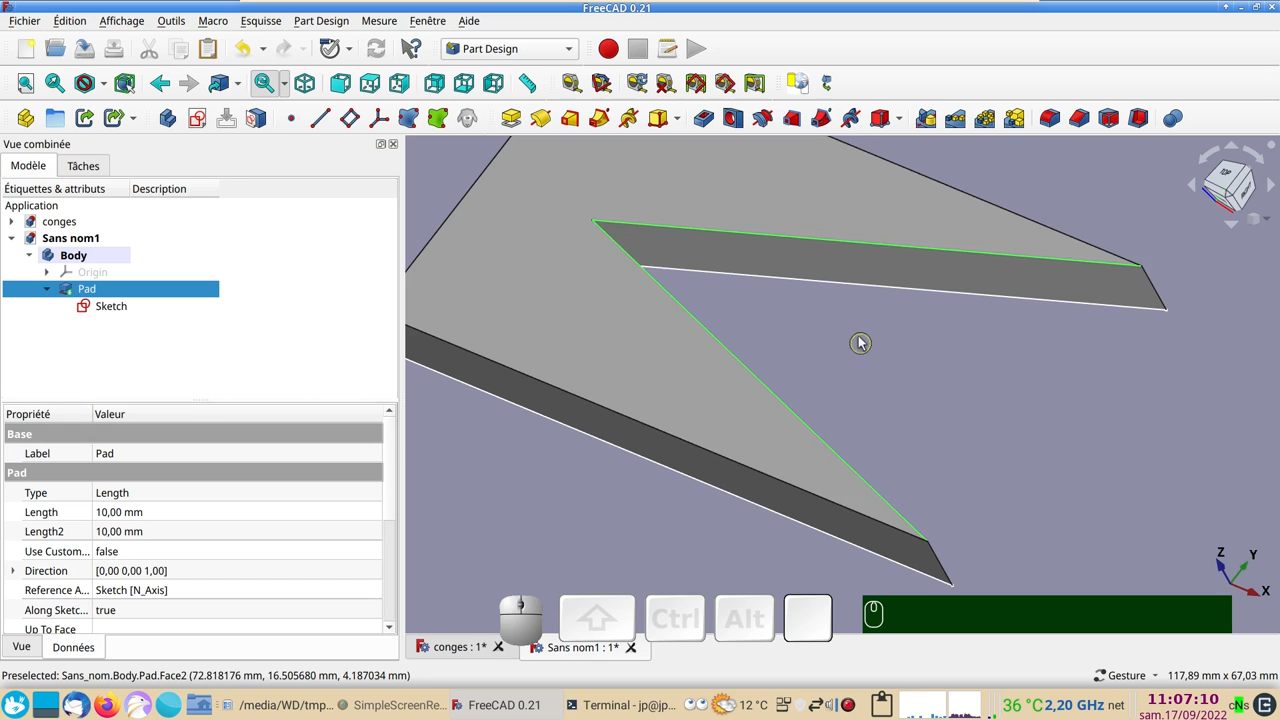 FreeCAD 0.21
Fichier Édition Affichage Outils Macro Esquisse Part Design Mesure Fenêtre Aide
Part Design
Vue combinée
Modèle Tâches
Étiquettes & attributs Description
Application
conges
Sans nom1
Body
Origin
Pad
Sketch
Propriété Valeur
Base
Label Pad
Pad
Type Length
Length 10,00 mm
Length2 10,00 mm
Use Custom... false
Direction [0,00 0,00 1,00]
Reference A... Sketch [N_Axis]
Along Sketc... true
Up To Face
Vue Données
TOP
Z Y X
Ctrl Alt
conges : 1* Sans nom1 : 1*
Preselected: Sans_nom.Body.Pad.Face2 (72.818176 mm, 16.505680 mm, 4.187034 mm)
Gesture 117,89 mm x 67,03 mm
/media/WD/tmp... SimpleScreenRe... FreeCAD 0.21 Terminal - jp@jp... 12 °C 36 °C 2,20 GHz net 11:07:10 sam.17/09/2022 cNs